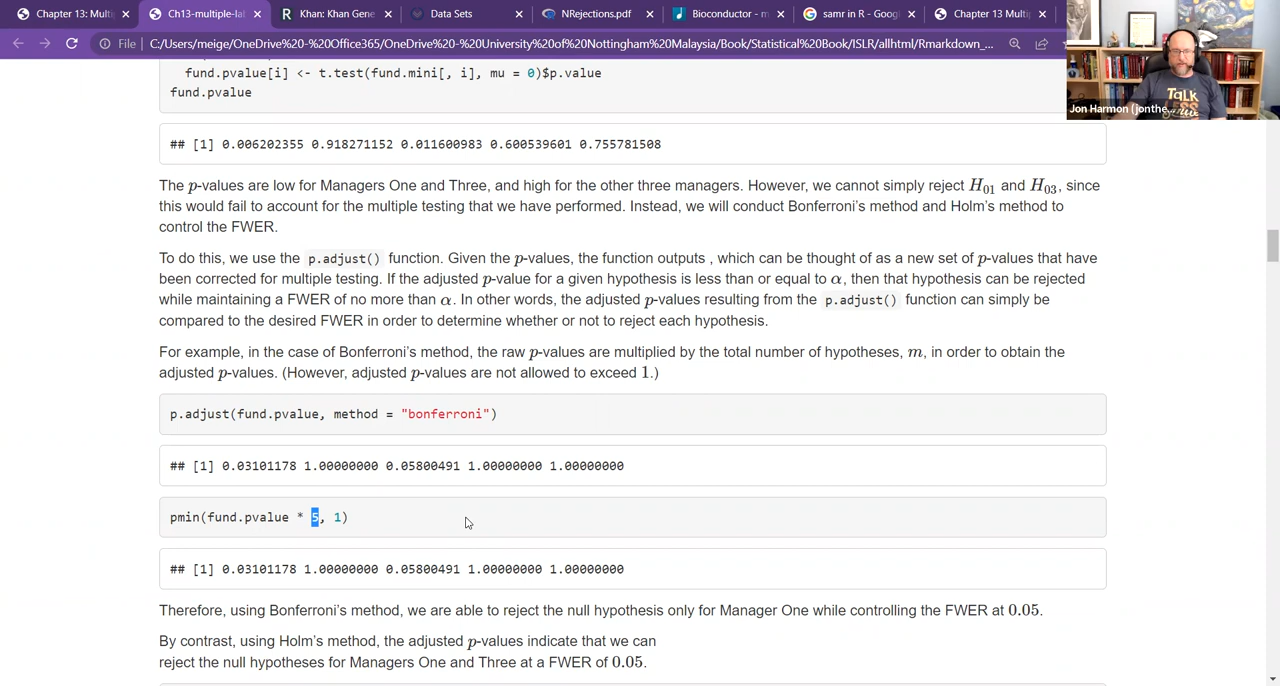 Chapter 13: Multi
Ch13-multiple-la
Khan: Khan Gene
Data Sets
NRejections.pdf
Bioconductor - m
samr in R - Goog
Chapter 13 Multi
File
C:/Users/meige/OneDrive%20-%20Office365/OneDrive%20-%20University%20of%20Nottingham%20Malaysia/Book/Statistical%20Book/ISLR/allhtml/Rmarkdown_...
TALK
LESS
Jon Harmon (jonthe...
fund.pvalue[i] <- t.test(fund.mini[, i], mu = 0)$p.value
fund.pvalue
## [1] 0.006202355 0.918271152 0.011600983 0.600539601 0.755781508
The p-values are low for Managers One and Three, and high for the other three managers. However, we cannot simply reject H01 and H03, since
this would fail to account for the multiple testing that we have performed. Instead, we will conduct Bonferroni's method and Holm's method to
control the FWER.
To do this, we use the p.adjust() function. Given the p-values, the function outputs , which can be thought of as a new set of p-values that have
been corrected for multiple testing. If the adjusted p-value for a given hypothesis is less than or equal to α, then that hypothesis can be rejected
while maintaining a FWER of no more than α. In other words, the adjusted p-values resulting from the p.adjust() function can simply be
compared to the desired FWER in order to determine whether or not to reject each hypothesis.
For example, in the case of Bonferroni's method, the raw p-values are multiplied by the total number of hypotheses, m, in order to obtain the
adjusted p-values. (However, adjusted p-values are not allowed to exceed 1.)
p.adjust(fund.pvalue, method = "bonferroni")
## [1] 0.03101178 1.00000000 0.05800491 1.00000000 1.00000000
pmin(fund.pvalue * 5, 1)
## [1] 0.03101178 1.00000000 0.05800491 1.00000000 1.00000000
Therefore, using Bonferroni's method, we are able to reject the null hypothesis only for Manager One while controlling the FWER at 0.05.
By contrast, using Holm's method, the adjusted p-values indicate that we can
reject the null hypotheses for Managers One and Three at a FWER of 0.05.